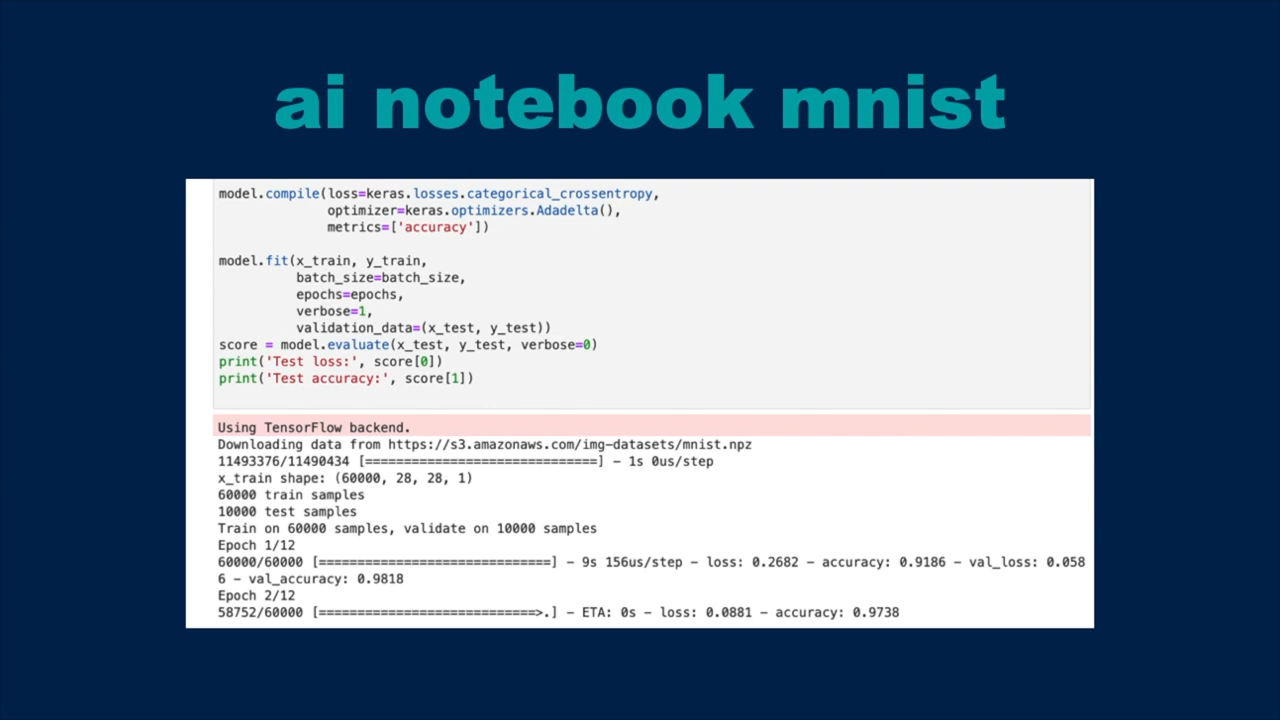 ai notebook mnist
model.compile(loss=keras.losses.categorical_crossentropy,
              optimizer=keras.optimizers.Adadelta(),
              metrics=['accuracy'])
model.fit(x_train, y_train,
          batch_size=batch_size,
          epochs=epochs,
          verbose=1,
          validation_data=(x_test, y_test))
score = model.evaluate(x_test, y_test, verbose=0)
print('Test loss:', score[0])
print('Test accuracy:', score[1])
Using TensorFlow backend.
Downloading data from https://s3.amazonaws.com/img-datasets/mnist.npz
11493376/11490434 [==============================] - 1s 0us/step
x_train shape: (60000, 28, 28, 1)
60000 train samples
10000 test samples
Train on 60000 samples, validate on 10000 samples
Epoch 1/12
60000/60000 [==============================] - 9s 156us/step - loss: 0.2682 - accuracy: 0.9186 - val_loss: 0.058
6 - val_accuracy: 0.9818
Epoch 2/12
58752/60000 [============================>.] - ETA: 0s - loss: 0.0881 - accuracy: 0.9738